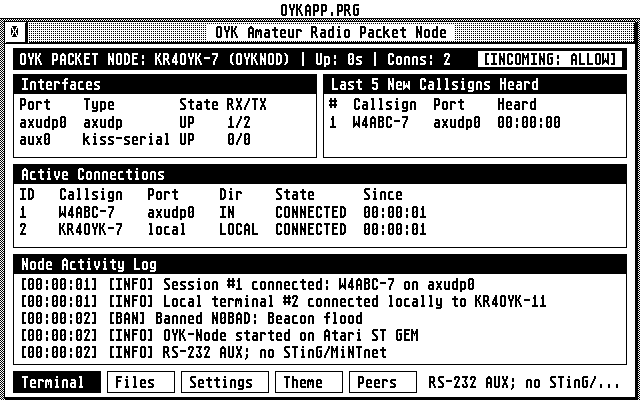 OYKAPP.PRG
OYK Amateur Radio Packet Node
OYK PACKET NODE: KR4OYK-7 (OYKNOD) | Up: 0s | Conns: 2 [INCOMING: ALLOW]
Interfaces
Port Type State RX/TX
axudp0 axudp UP 1/2
aux0 kiss-serial UP 0/0
Last 5 New Callsigns Heard
# Callsign Port Heard
1 W4ABC-7 axudp0 00:00:00
Active Connections
ID Callsign Port Dir State Since
1 W4ABC-7 axudp0 IN CONNECTED 00:00:01
2 KR4OYK-7 local LOCAL CONNECTED 00:00:01
Node Activity Log
[00:00:01] [INFO] Session #1 connected: W4ABC-7 on axudp0
[00:00:01] [INFO] Local terminal #2 connected locally to KR4OYK-11
[00:00:02] [BAN] Banned N0BAD: Beacon flood
[00:00:02] [INFO] OYK-Node started on Atari ST GEM
[00:00:02] [INFO] RS-232 AUX; no STinG/MiNTnet
Terminal Files Settings Theme Peers RS-232 AUX; no STinG/...